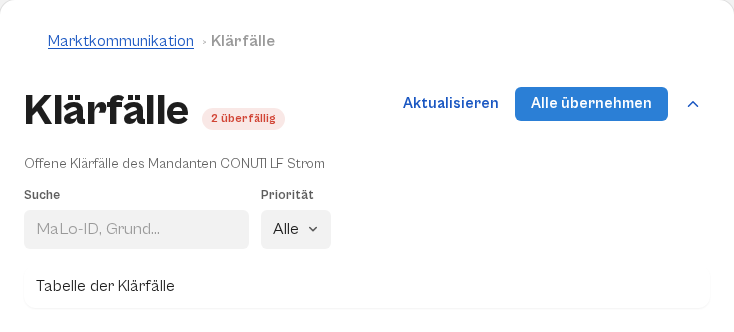 Marktkommunikation > Klärfälle
Klärfälle 2 überfällig
Aktualisieren Alle übernehmen
Offene Klärfälle des Mandanten CONUTI LF Strom
Suche Priorität
MaLo-ID, Grund... Alle
Tabelle der Klärfälle